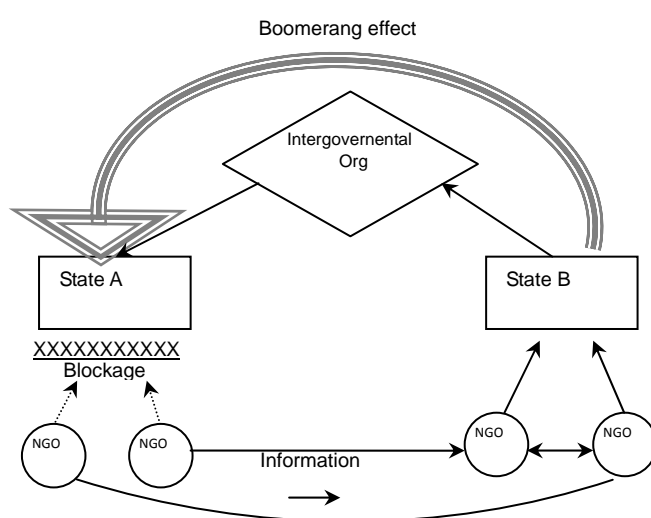 Boomerang effect
Intergovernental
Org
State A
State B
XXXXXXXXXXX
Blockage
NGO
NGO
NGO
NGO
Information